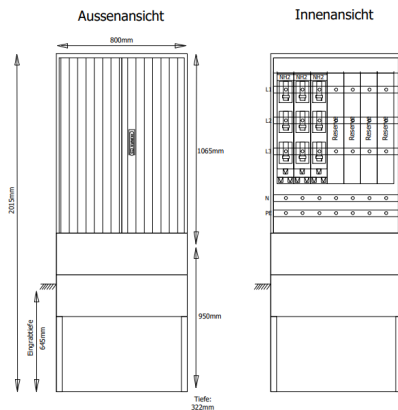 Aussenansicht
Innenansicht
800mm
NH2 NH2 NH2
L1
L2
Reserve Reserve Reserve Reserve
L3
2015mm
1065mm
N
PE
Eingrabtiefe
645mm
950mm
Tiefe:
322mm